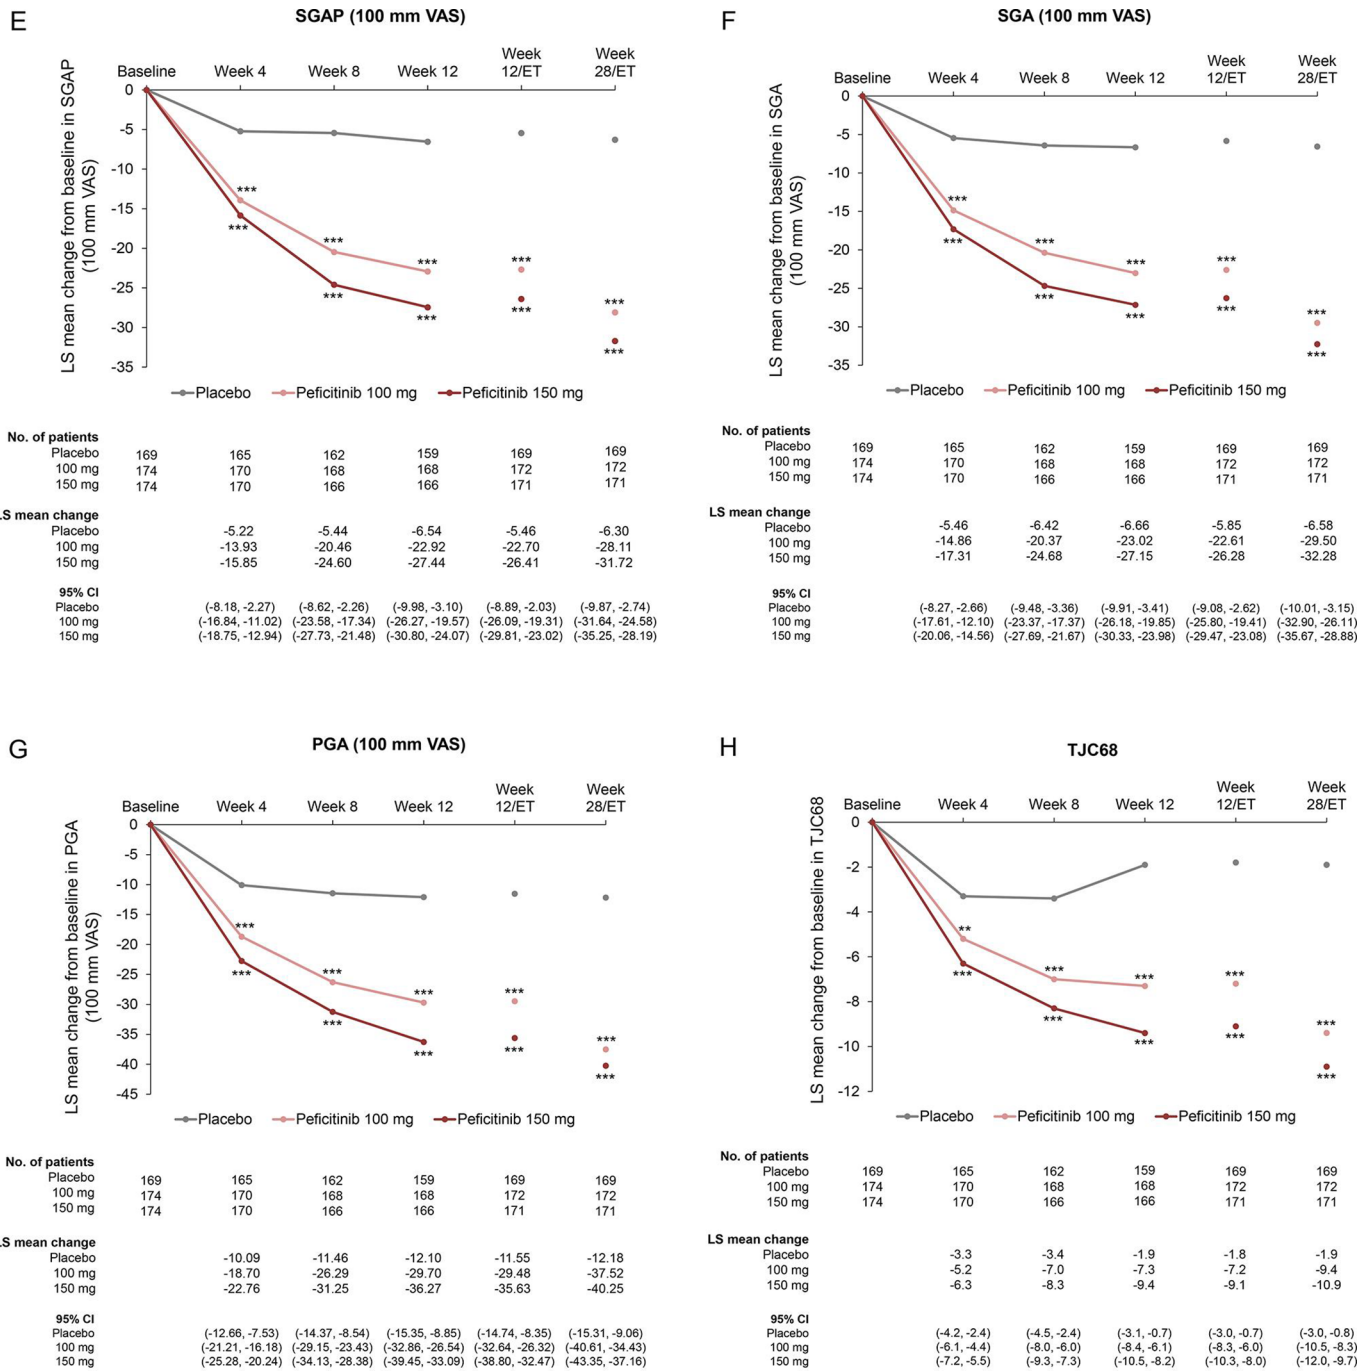 E
SGAP (100 mm VAS)
Baseline Week 4 Week 8 Week 12 Week 12/ET Week 28/ET
LS mean change from baseline in SGAP
(100 mm VAS)
0
-5
-10
-15
-20
-25
-30
-35
***
***
***
***
***
***
***
***
***
***
Placebo Peficitinib 100 mg Peficitinib 150 mg
No. of patients
Placebo 169 165 162 159 169 169
100 mg 174 170 168 168 172 172
150 mg 174 170 166 166 171 171
LS mean change
Placebo -5.22 -5.44 -6.54 -5.46 -6.30
100 mg -13.93 -20.46 -22.92 -22.70 -28.11
150 mg -15.85 -24.60 -27.44 -26.41 -31.72
95% CI
Placebo (-8.18, -2.27) (-8.62, -2.26) (-9.98, -3.10) (-8.89, -2.03) (-9.87, -2.74)
100 mg (-16.84, -11.02) (-23.58, -17.34) (-26.27, -19.57) (-26.09, -19.31) (-31.64, -24.58)
150 mg (-18.75, -12.94) (-27.73, -21.48) (-30.80, -24.07) (-29.81, -23.02) (-35.25, -28.19)
F
SGA (100 mm VAS)
Baseline Week 4 Week 8 Week 12 Week 12/ET Week 28/ET
LS mean change from baseline in SGA
(100 mm VAS)
0
-5
-10
-15
-20
-25
-30
-35
***
***
***
***
***
***
***
***
***
***
Placebo Peficitinib 100 mg Peficitinib 150 mg
No. of patients
Placebo 169 165 162 159 169 169
100 mg 174 170 168 168 172 172
150 mg 174 170 166 166 171 171
LS mean change
Placebo -5.46 -6.42 -6.66 -5.85 -6.58
100 mg -14.86 -20.37 -23.02 -22.61 -29.50
150 mg -17.31 -24.68 -27.15 -26.28 -32.28
95% CI
Placebo (-8.27, -2.66) (-9.48, -3.36) (-9.91, -3.41) (-9.08, -2.62) (-10.01, -3.15)
100 mg (-17.61, -12.10) (-23.37, -17.37) (-26.18, -19.85) (-25.80, -19.41) (-32.90, -26.11)
150 mg (-20.06, -14.56) (-27.69, -21.67) (-30.33, -23.98) (-29.47, -23.08) (-35.67, -28.88)
G
PGA (100 mm VAS)
Baseline Week 4 Week 8 Week 12 Week 12/ET Week 28/ET
LS mean change from baseline in PGA
(100 mm VAS)
0
-5
-10
-15
-20
-25
-30
-35
-40
-45
***
***
***
***
***
***
***
***
***
***
Placebo Peficitinib 100 mg Peficitinib 150 mg
No. of patients
Placebo 169 165 162 159 169 169
100 mg 174 170 168 168 172 172
150 mg 174 170 166 166 171 171
LS mean change
Placebo -10.09 -11.46 -12.10 -11.55 -12.18
100 mg -18.70 -26.29 -29.70 -29.48 -37.52
150 mg -22.76 -31.25 -36.27 -35.63 -40.25
95% CI
Placebo (-12.66, -7.53) (-14.37, -8.54) (-15.35, -8.85) (-14.74, -8.35) (-15.31, -9.06)
100 mg (-21.21, -16.18) (-29.15, -23.43) (-32.86, -26.54) (-32.64, -26.32) (-40.61, -34.43)
150 mg (-25.28, -20.24) (-34.13, -28.38) (-39.45, -33.09) (-38.80, -32.47) (-43.35, -37.16)
H
TJC68
Baseline Week 4 Week 8 Week 12 Week 12/ET Week 28/ET
LS mean change from baseline in TJC68
0
-2
-4
-6
-8
-10
-12
**
***
***
***
***
***
***
***
***
***
Placebo Peficitinib 100 mg Peficitinib 150 mg
No. of patients
Placebo 169 165 162 159 169 169
100 mg 174 170 168 168 172 172
150 mg 174 170 166 166 171 171
LS mean change
Placebo -3.3 -3.4 -1.9 -1.8 -1.9
100 mg -5.2 -7.0 -7.3 -7.2 -9.4
150 mg -6.3 -8.3 -9.4 -9.1 -10.9
95% CI
Placebo (-4.2, -2.4) (-4.5, -2.4) (-3.1, -0.7) (-3.0, -0.7) (-3.0, -0.8)
100 mg (-6.1, -4.4) (-8.0, -6.0) (-8.4, -6.1) (-8.3, -6.0) (-10.5, -8.3)
150 mg (-7.2, -5.5) (-9.3, -7.3) (-10.5, -8.2) (-10.3, -8.0) (-12.0, -9.7)